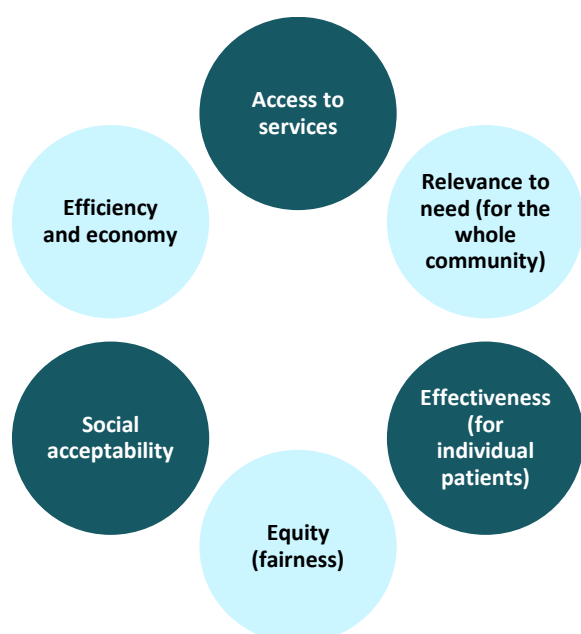 Access to
services
Relevance to
need (for the
whole
community)
Effectiveness
(for
individual
patients)
Equity
(fairness)
Social
acceptability
Efficiency
and economy